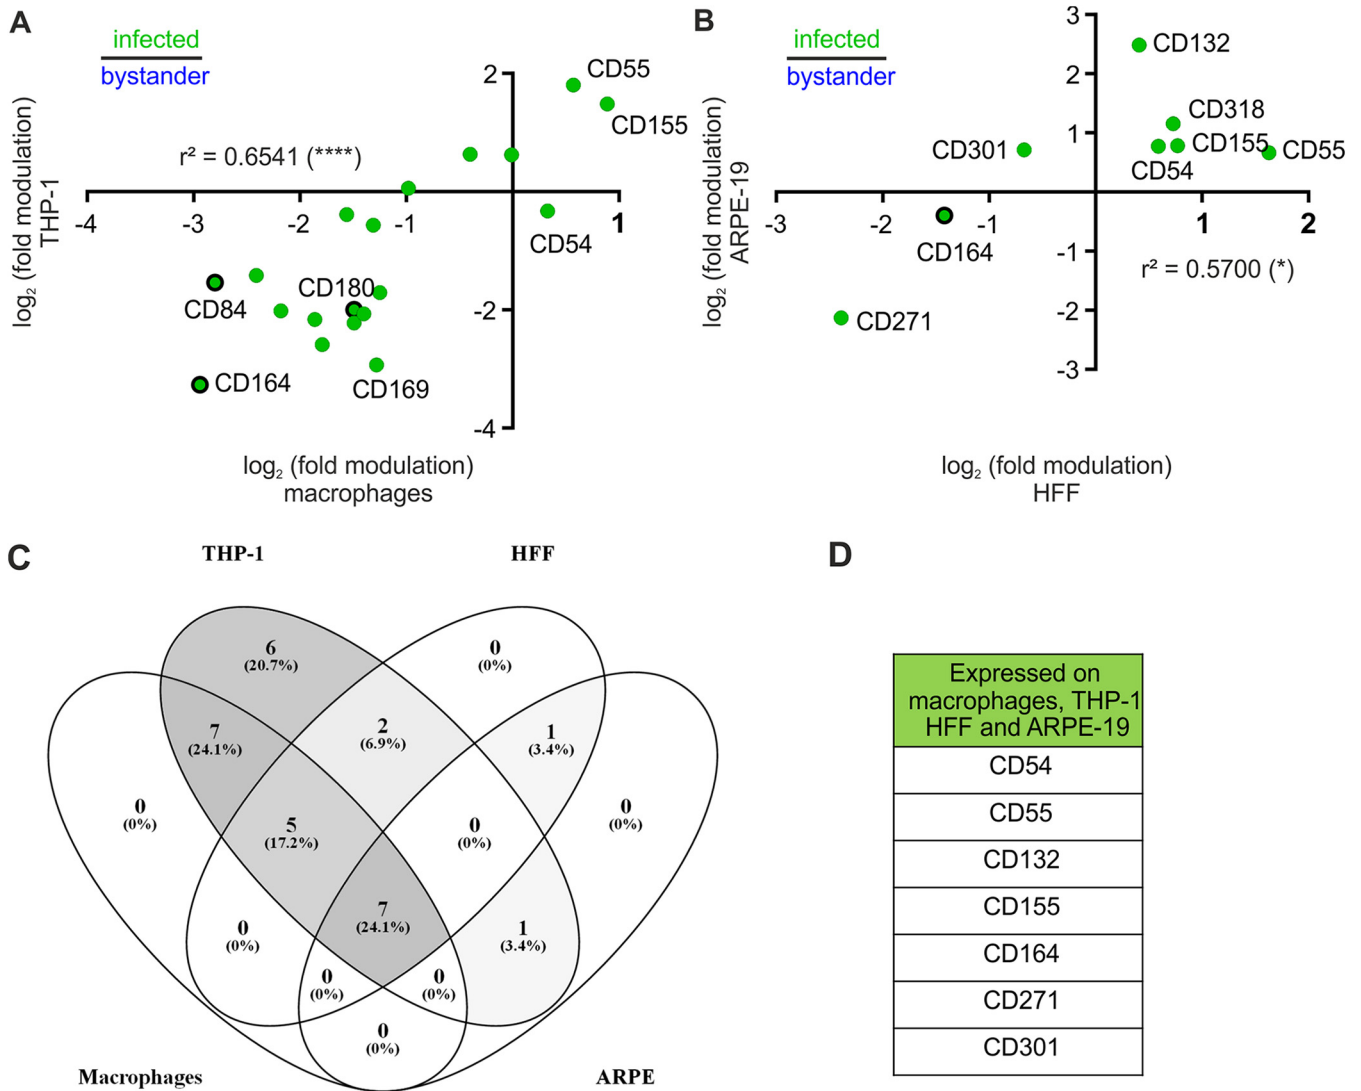 A
infected
bystander
log₂ (fold modulation)
THP-1
r² = 0.6541 (****)
2
-2
-4
-4
-3
-2
-1
1
CD55
CD155
CD54
CD84
CD180
CD164
CD169
log₂ (fold modulation)
macrophages
B
infected
bystander
log₂ (fold modulation)
ARPE-19
3
2
1
-1
-2
-3
-3
-2
-1
1
2
CD132
CD318
CD155
CD54
CD55
CD301
CD164
CD271
r² = 0.5700 (*)
log₂ (fold modulation)
HFF
C
THP-1
HFF
6
(20.7%)
0
(0%)
7
(24.1%)
2
(6.9%)
1
(3.4%)
0
(0%)
5
(17.2%)
0
(0%)
0
(0%)
0
(0%)
7
(24.1%)
1
(3.4%)
0
(0%)
0
(0%)
0
(0%)
Macrophages
ARPE
D
Expressed on
macrophages, THP-1
HFF and ARPE-19
CD54
CD55
CD132
CD155
CD164
CD271
CD301